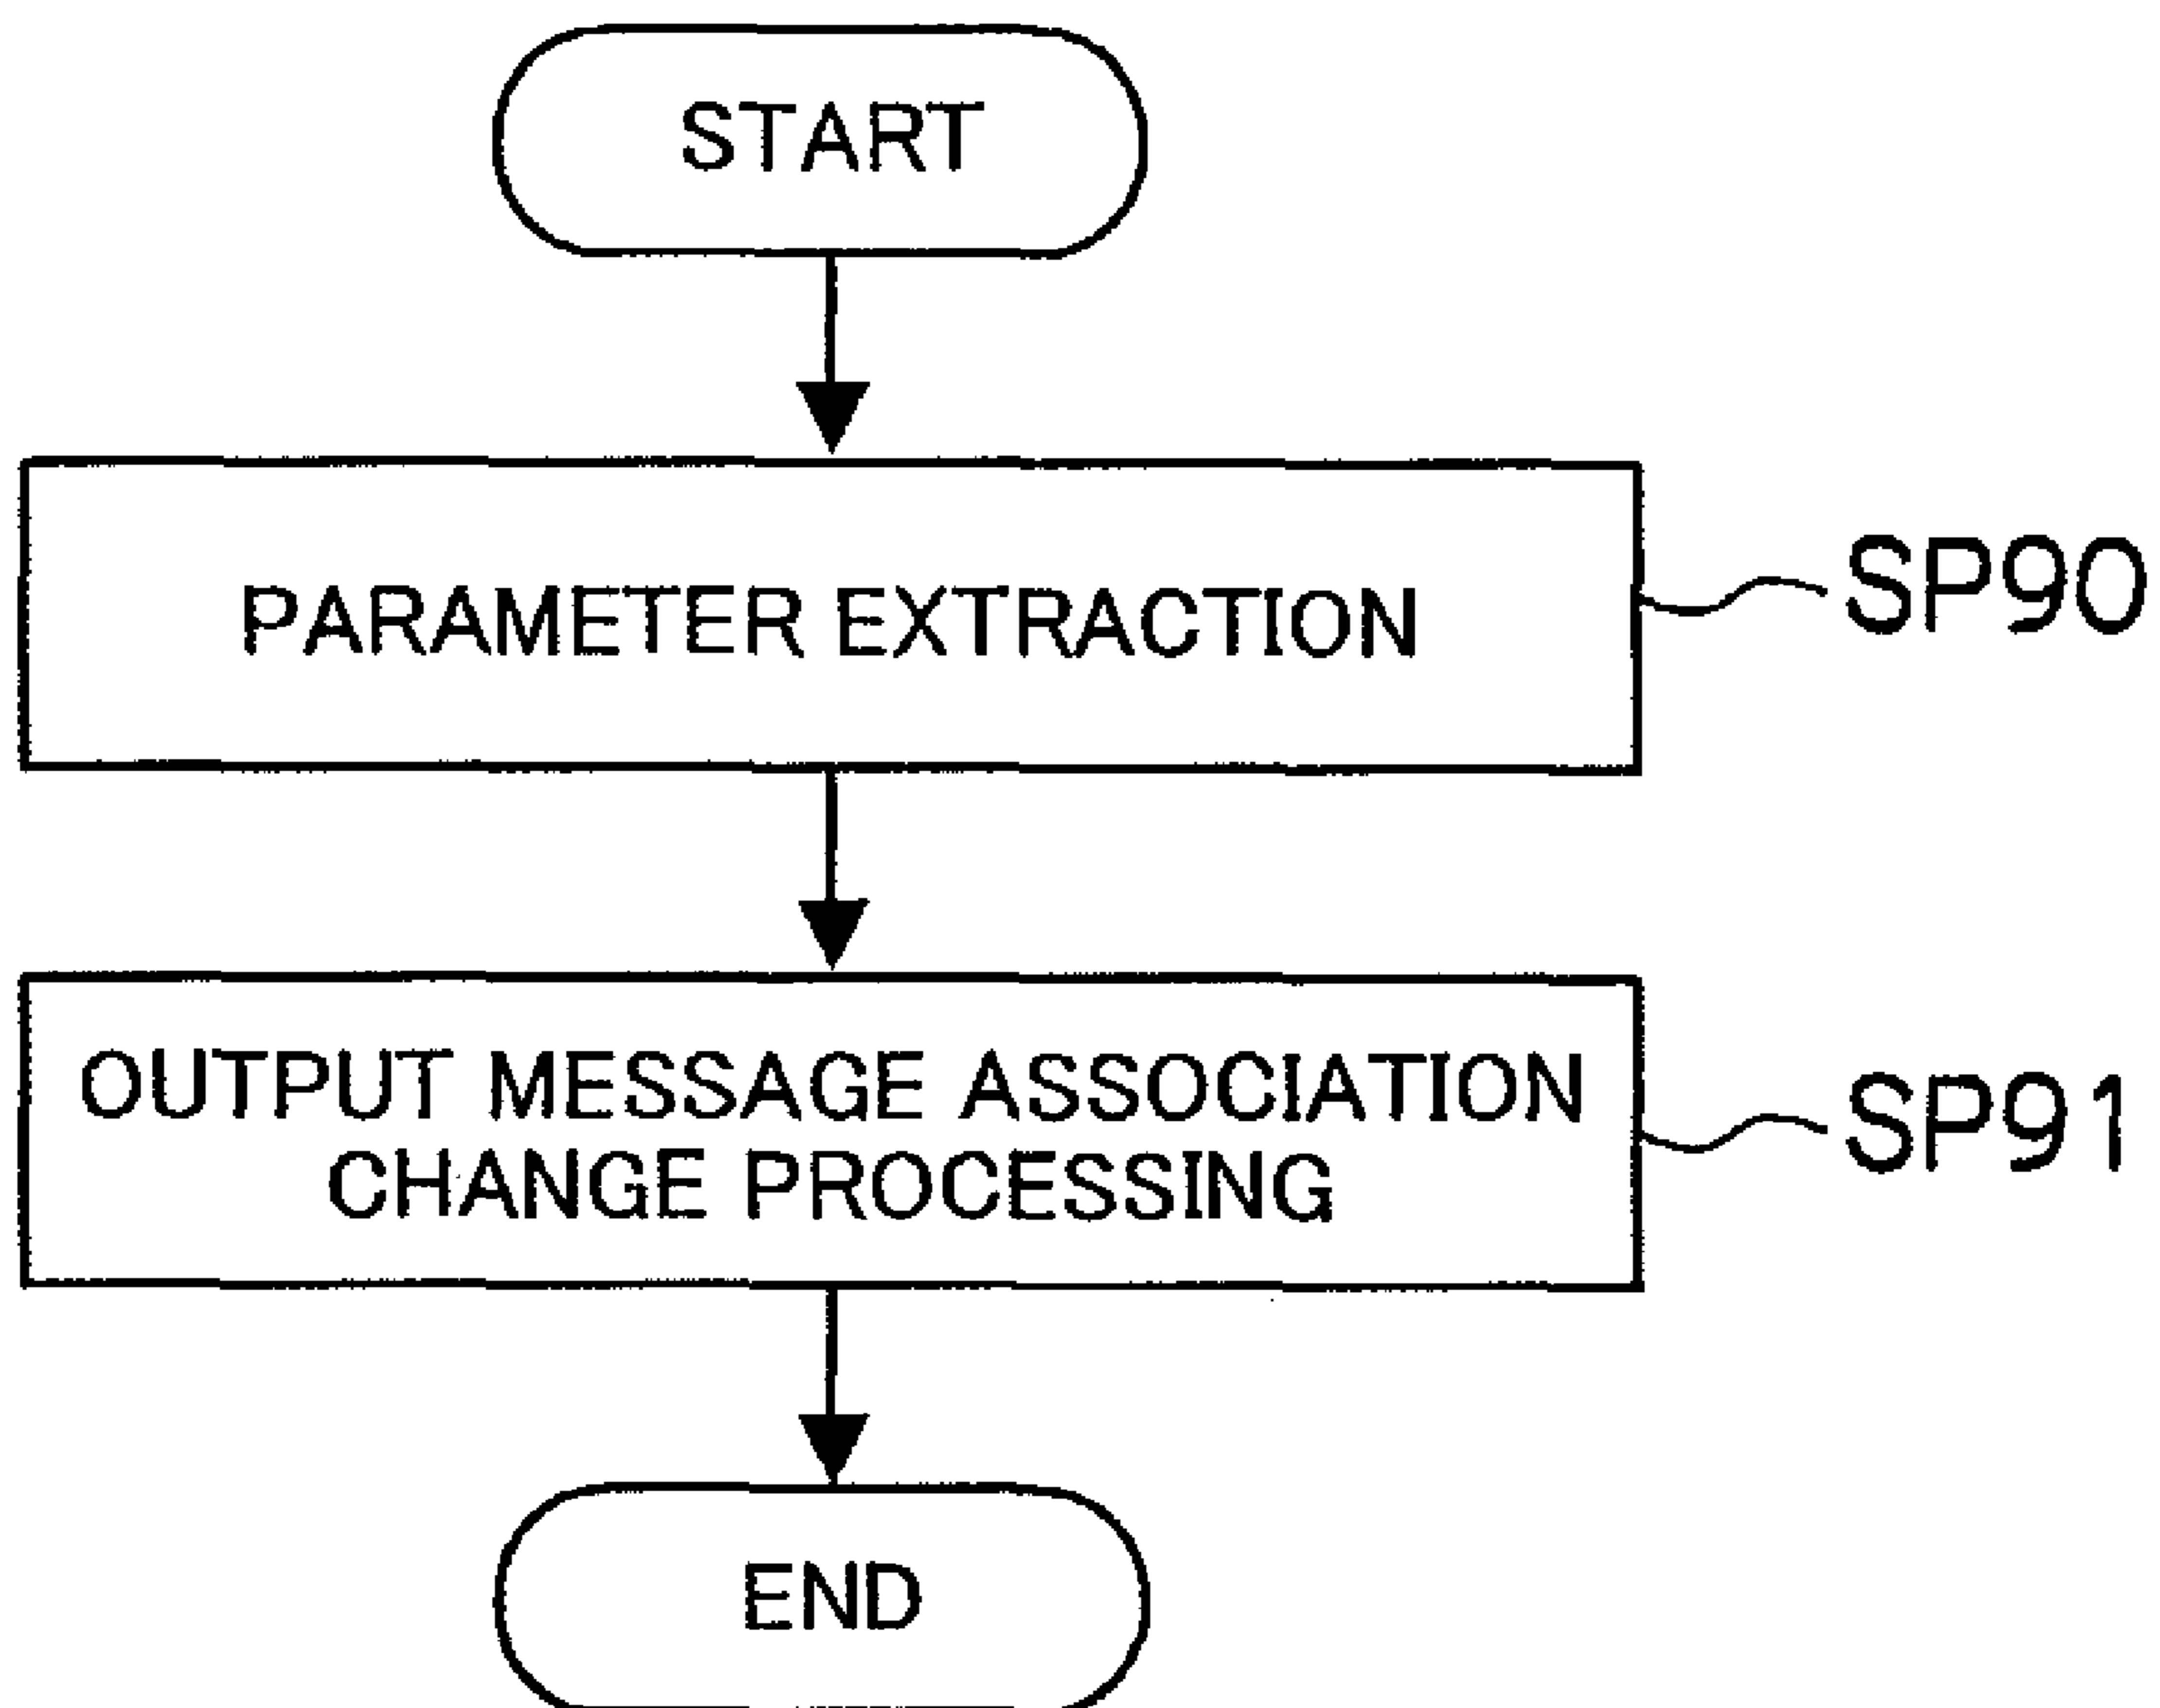 START
PARAMETER EXTRACTION
SP90
OUTPUT MESSAGE ASSOCIATION
CHANGE PROCESSING
SP91
END